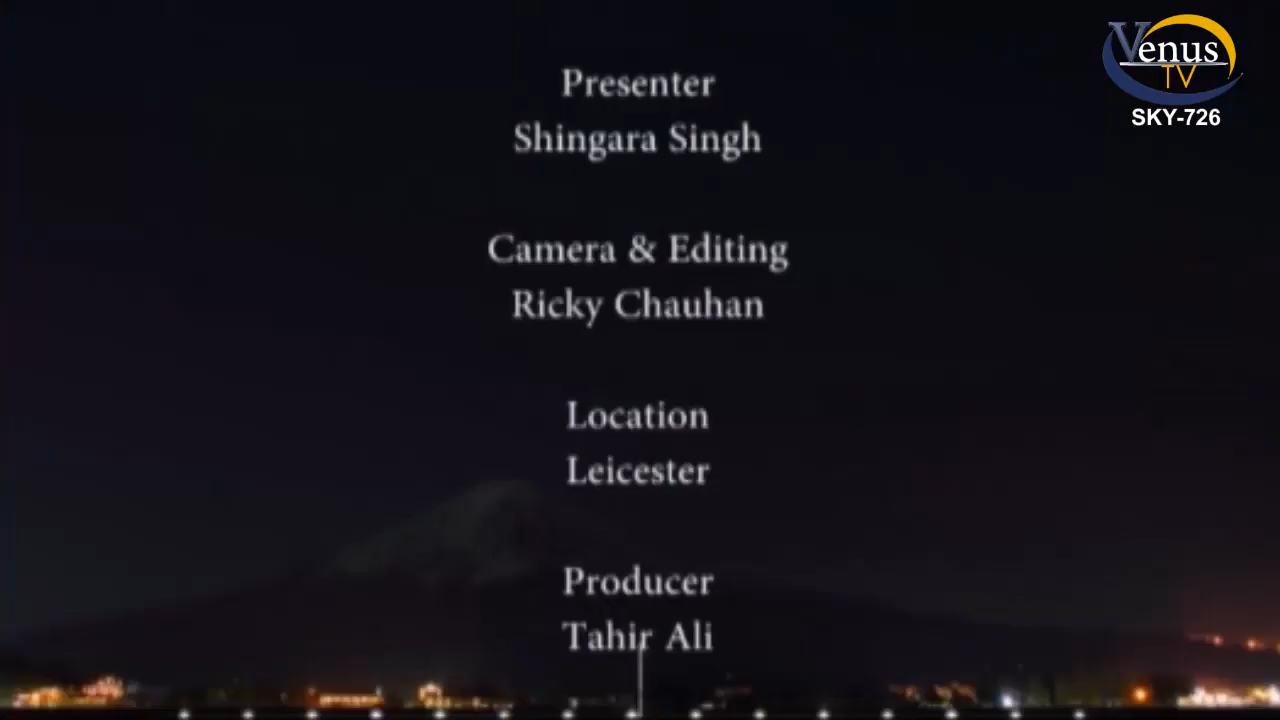 Venus
TV
SKY-726
Presenter
Shingara Singh
Camera & Editing
Ricky Chauhan
Location
Leicester
Producer
Tahir Ali